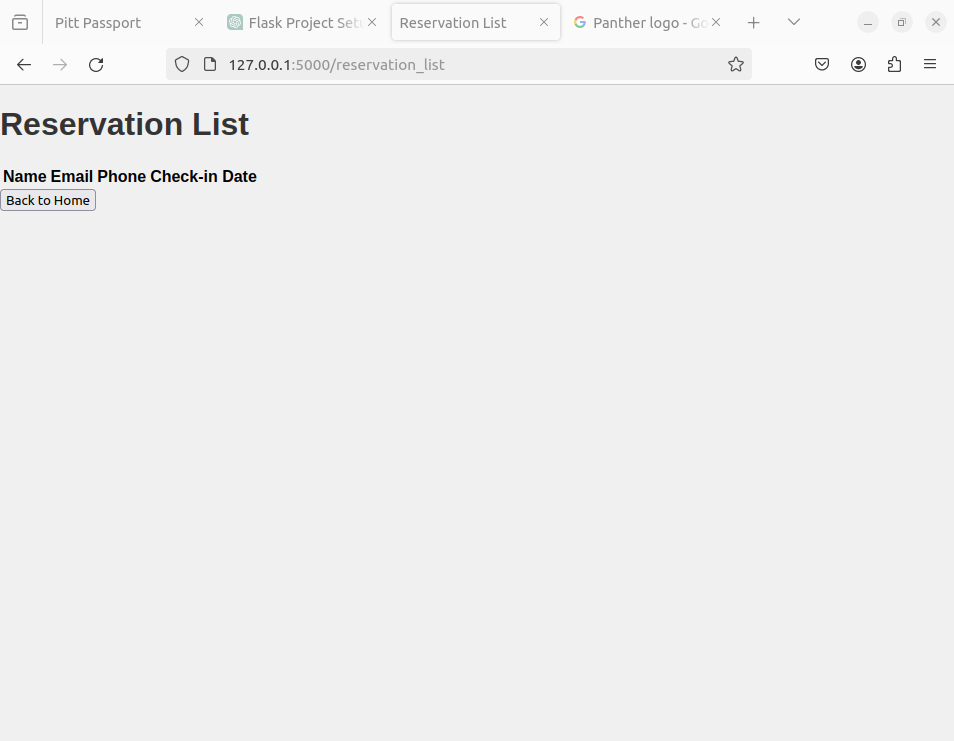 Pitt Passport
Flask Project Setu
Reservation List
Panther logo - Go
127.0.0.1:5000/reservation_list
Reservation List
Name Email Phone Check-in Date
Back to Home